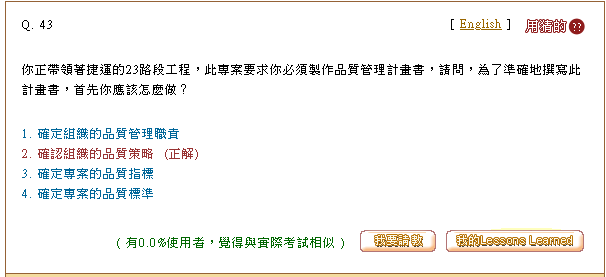 Q. 43 [ English ] 用猜的 ??
你正帶領著捷運的23路段工程，此專案要求你必須製作品質管理計畫書，請問，為了準確地撰寫此
計畫書，首先你應該怎麼做？
1. 確定組織的品質管理職責
2. 確認組織的品質策略 (正解)
3. 確定專案的品質指標
4. 確定專案的品質標準
( 有0.0%使用者，覺得與實際考試相似 ) 我要請教 我的Lessons Learned